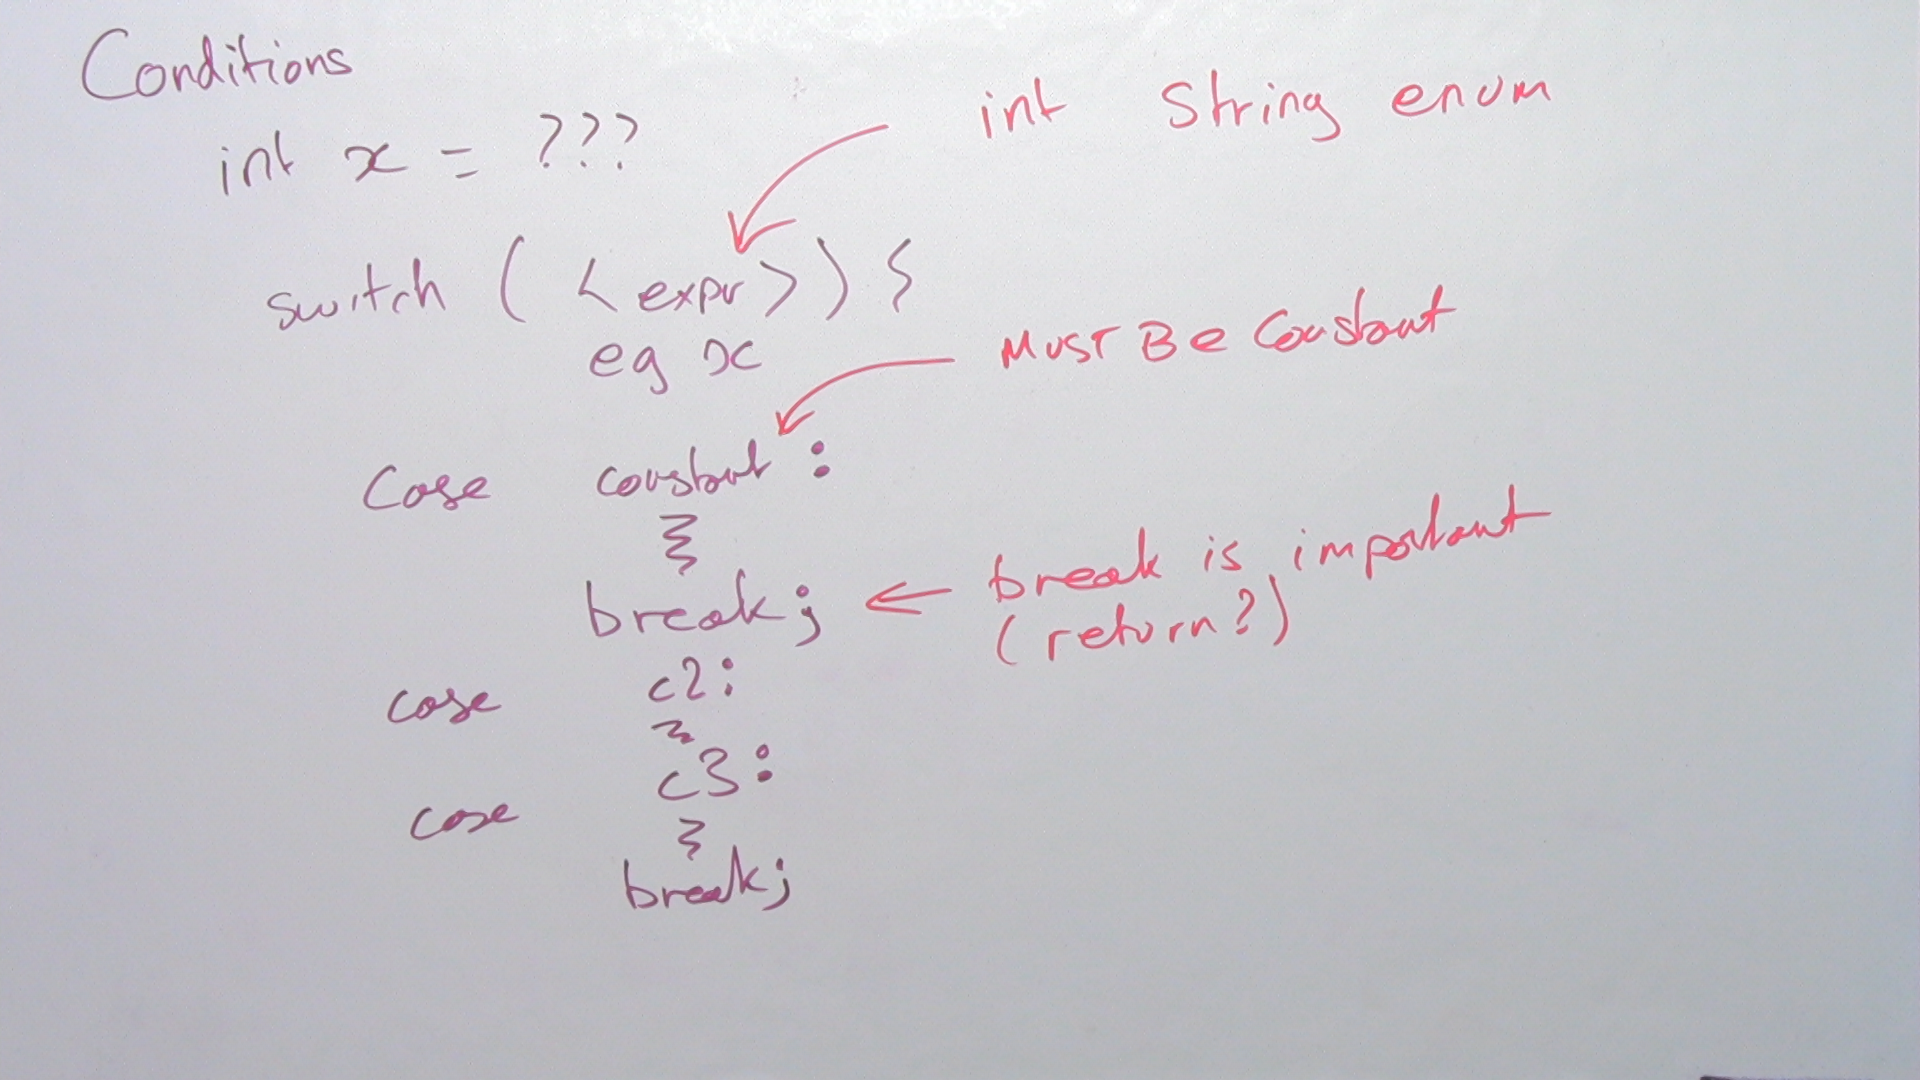 Conditions
int x = ???
int String enum
switch ( < expr > ) {
eg x
MUST BE Constant
Case constant :
break; ← break is important
(return?)
case c2:
case c3:
break;